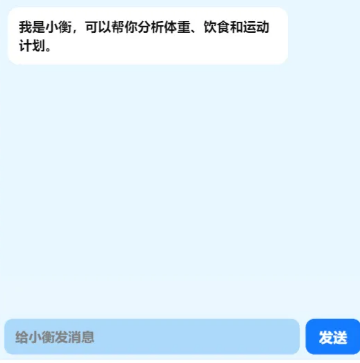 我是小衡，可以帮你分析体重、饮食和运动
计划。
给小衡发消息
发送